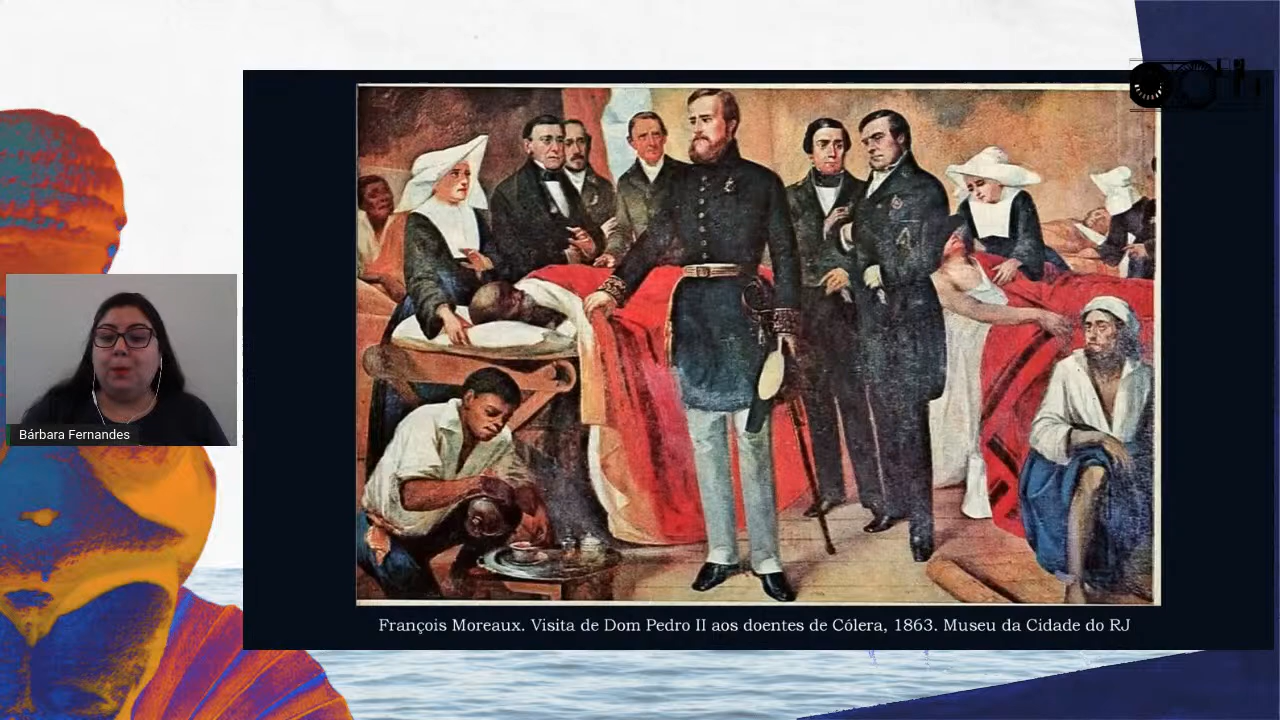 Bárbara Fernandes
François Moreaux. Visita de Dom Pedro II aos doentes de Cólera, 1863. Museu da Cidade do RJ